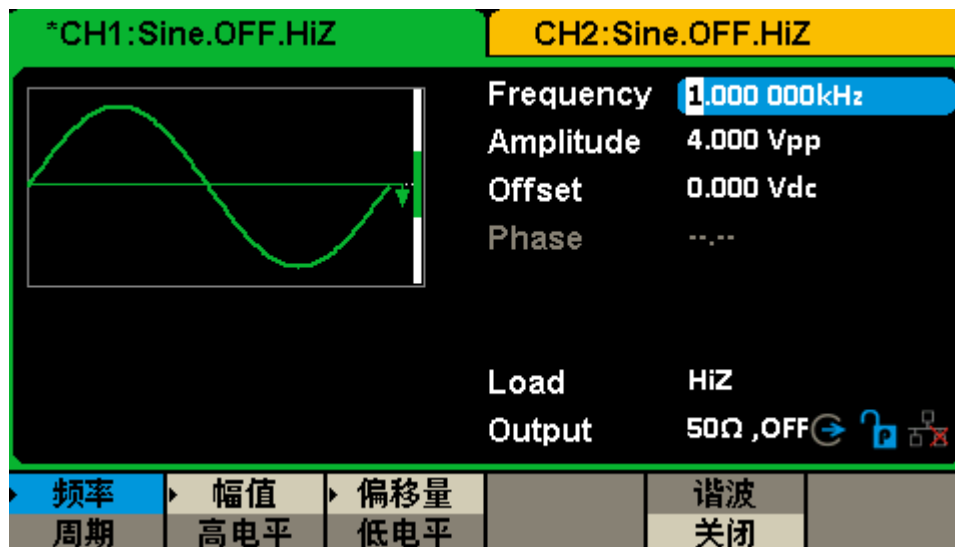 *CH1:Sine.OFF.HiZ CH2:Sine.OFF.HiZ
Frequency 1.000 000kHz
Amplitude 4.000 Vpp
Offset 0.000 Vdc
Phase --.--
Load HiZ
Output 50Ω ,OFF P
频率 幅值 偏移量 谐波
周期 高电平 低电平 关闭